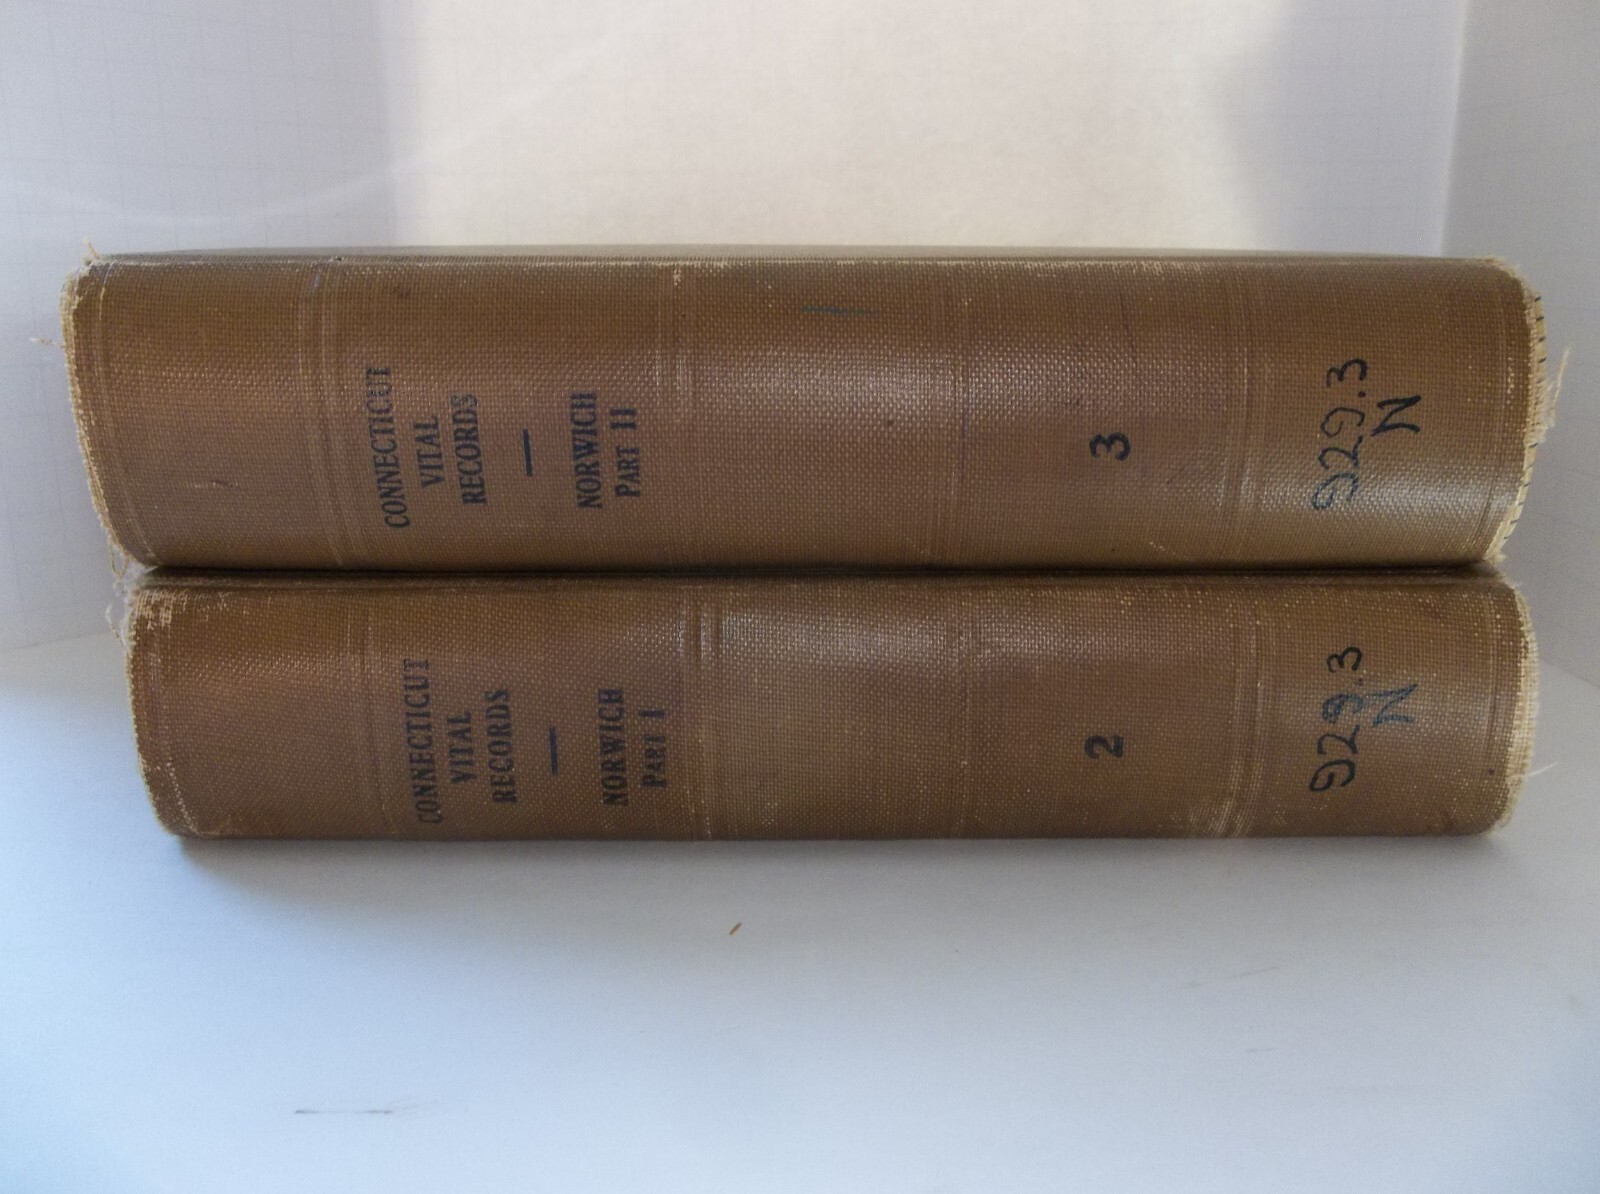 CONNECTICUT
VITAL
RECORDS
—
NORWICH
PART II
3
929.3
N
CONNECTICUT
VITAL
RECORDS
—
NORWICH
PART I
2
929.3
N